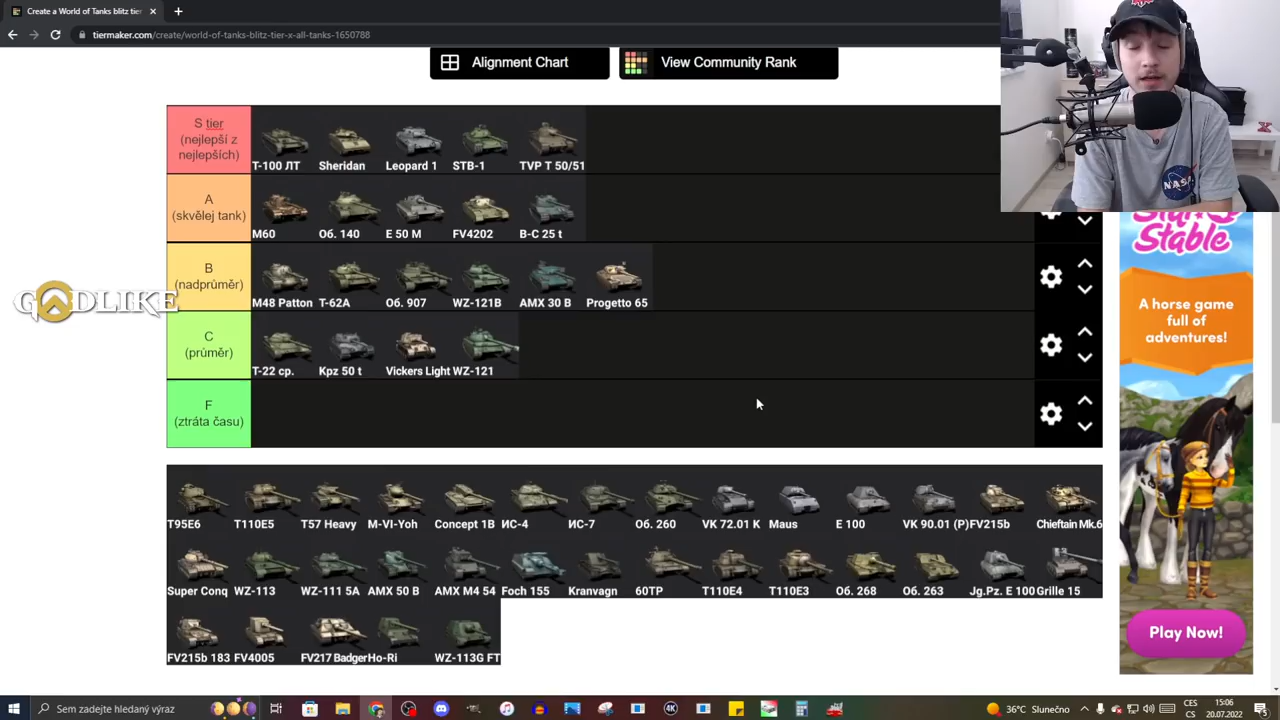 Create a World of Tanks blitz tier
tiermaker.com/create/world-of-tanks-blitz-tier-x-all-tanks-1650788
Alignment Chart
View Community Rank
S tier
(nejlepší z
nejlepších)
T-100 ЛТ Sheridan Leopard 1 STB-1 TVP T 50/51
A
(skvělej tank)
M60 Об. 140 E 50 M FV4202 B-C 25 t
B
(nadprůměr)
M48 Patton T-62A Об. 907 WZ-121B AMX 30 B Progetto 65
C
(průměr)
T-22 ср. Kpz 50 t Vickers Light WZ-121
F
(ztráta času)
T95E6 T110E5 T57 Heavy M-VI-Yoh Concept 1B ИС-4 ИС-7 Об. 260 VK 72.01 K Maus E 100 VK 90.01 (P) FV215b Chieftain Mk.6
Super Conq WZ-113 WZ-111 5A AMX 50 B AMX M4 54 Foch 155 Kranvagn 60TP T110E4 T110E3 Об. 268 Об. 263 Jg.Pz. E 100 Grille 15
FV215b 183 FV4005 FV217 Badger Ho-Ri WZ-113G FT
GODLIKE
NASA
Stable
A horse game
full of
adventures!
Play Now!
Sem zadejte hledaný výraz
4K
36°C Slunečno
CES
CS
15:06
20.07.2022